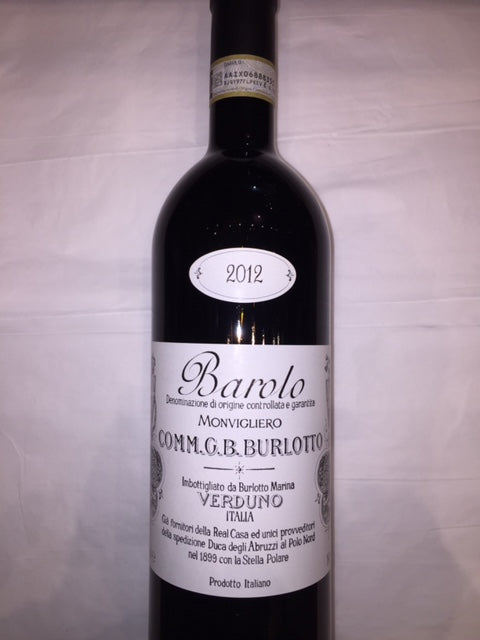 BAROLO
2012
Barolo
Denominazione di origine controllata e garantita
MONVIGLIERO
COMM.G.B.BURLOTTO
Imbottigliato da Burlotto Marina
VERDUNO
ITALIA
Già fornitori della Real Casa ed unici provveditori
della spedizione Duca degli Abruzzi al Polo Nord
nel 1899 con la Stella Polare
Prodotto Italiano